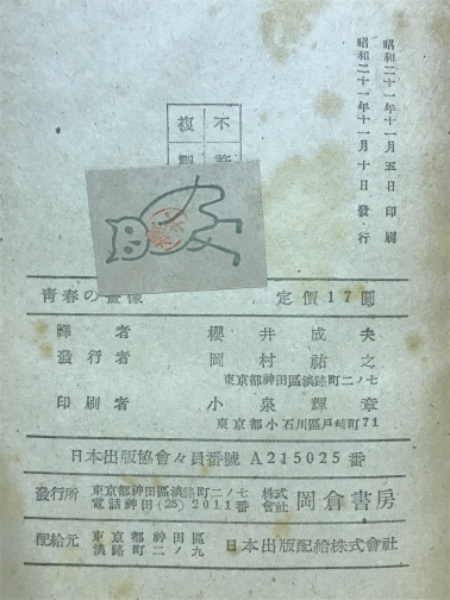 昭和二十一年十一月五日印刷
昭和二十一年十一月十日發行
不許
複製
青春の畫像 定價17圓
譯者 櫻井成夫
發行者 岡村祐之
東京都神田區淡路町二ノ七
印刷者 小泉輝章
東京都小石川區戸崎町71
日本出版協會々員番號 A215025番
發行所 東京都神田區淡路町二ノ七 電話神田(25)2011番 株式會社 岡倉書房
配給元 東京都神田區淡路町二ノ九 日本出版配給株式會社